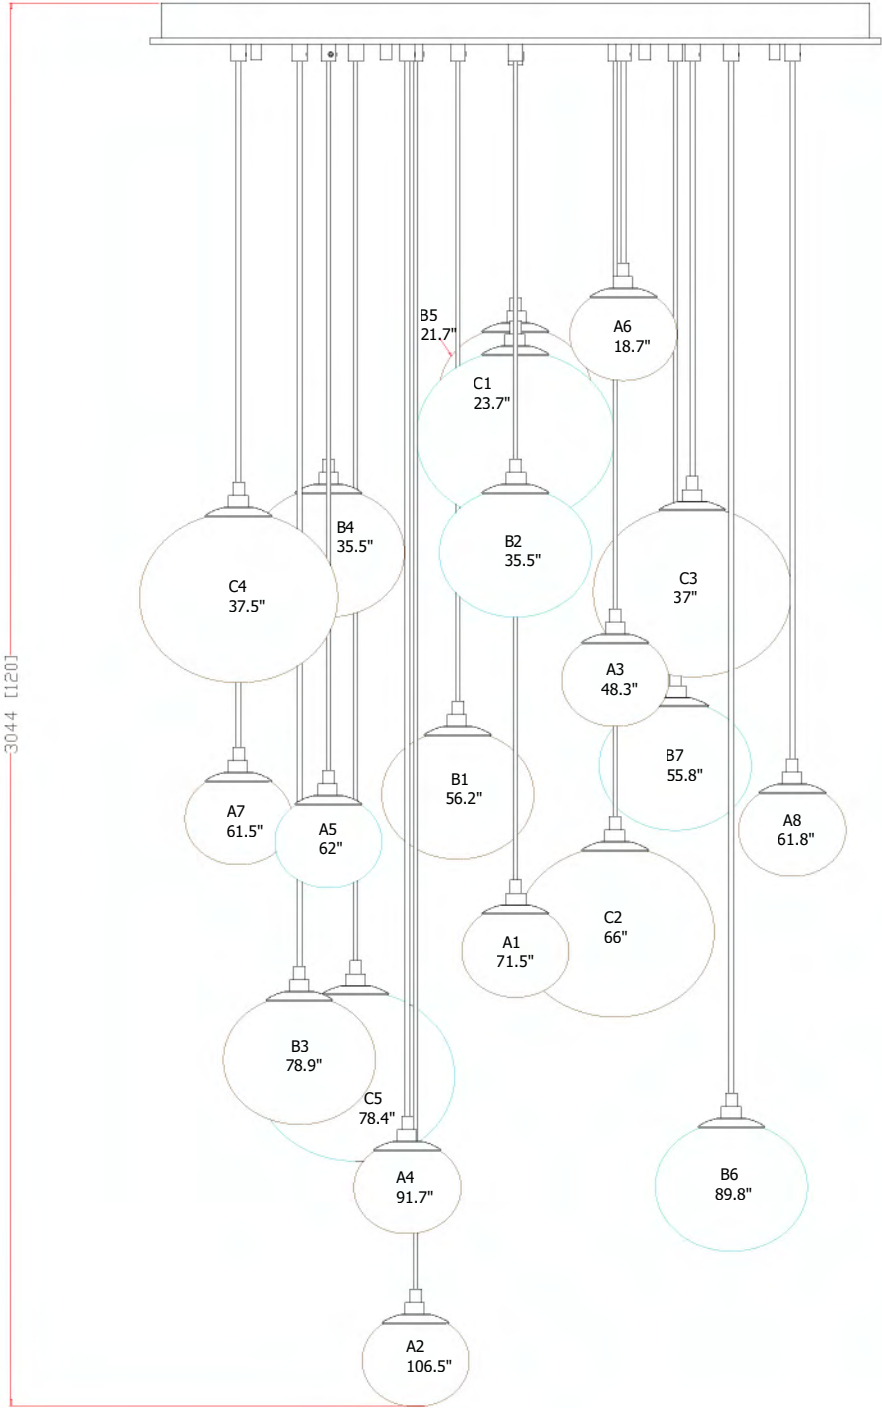 B5
21.7"
A6
18.7"
C1
23.7"
B4
35.5"
B2
35.5"
C4
37.5"
C3
37"
A3
48.3"
3044 [120]
B1
56.2"
B7
55.8"
A7
61.5"
A5
62"
A8
61.8"
C2
66"
A1
71.5"
B3
78.9"
C5
78.4"
A4
91.7"
B6
89.8"
A2
106.5"